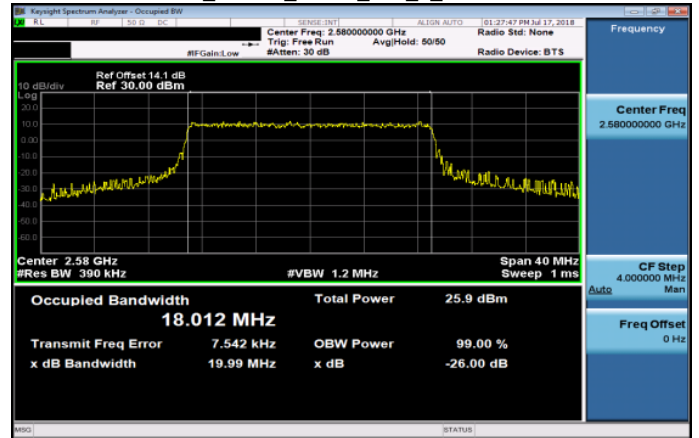 Keysight Spectrum Analyzer - Occupied BW
RL RF 50 Ω DC SENSE:INT ALIGN AUTO 01:27:47 PM Jul 17, 2018
Center Freq: 2.580000000 GHz Radio Std: None
Trig: Free Run Avg|Hold: 50/50
#IFGain:Low #Atten: 30 dB Radio Device: BTS
Ref Offset 14.1 dB
10 dB/div Ref 30.00 dBm
Log
20.0
10.0
0.00
-10.0
-20.0
-30.0
-40.0
-50.0
-60.0
Center 2.58 GHz Span 40 MHz
#Res BW 390 kHz #VBW 1.2 MHz Sweep 1 ms
Occupied Bandwidth Total Power 25.9 dBm
18.012 MHz
Transmit Freq Error 7.542 kHz OBW Power 99.00 %
x dB Bandwidth 19.99 MHz x dB -26.00 dB
MSG STATUS
Frequency
Center Freq
2.580000000 GHz
CF Step
4.000000 MHz
Auto Man
Freq Offset
0 Hz